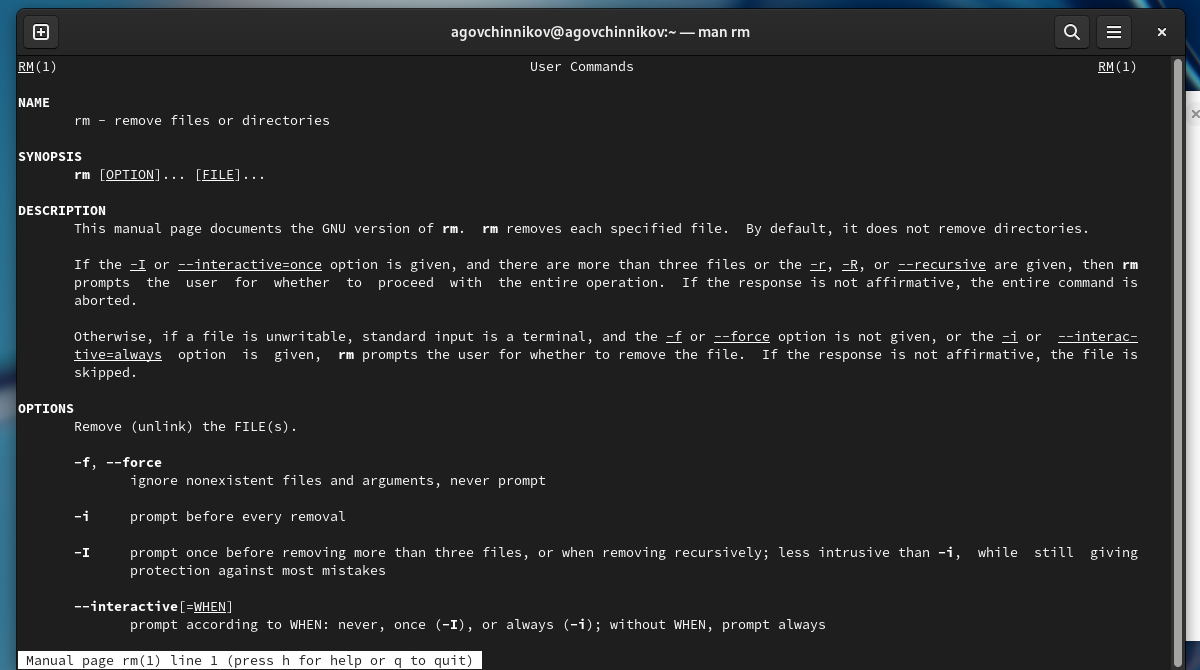 agovchinnikov@agovchinnikov:~ — man rm
RM(1) User Commands RM(1)
NAME
rm - remove files or directories
SYNOPSIS
rm [OPTION]... [FILE]...
DESCRIPTION
This manual page documents the GNU version of rm. rm removes each specified file. By default, it does not remove directories.
If the -I or --interactive=once option is given, and there are more than three files or the -r, -R, or --recursive are given, then rm
prompts the user for whether to proceed with the entire operation. If the response is not affirmative, the entire command is
aborted.
Otherwise, if a file is unwritable, standard input is a terminal, and the -f or --force option is not given, or the -i or --interac-
tive=always option is given, rm prompts the user for whether to remove the file. If the response is not affirmative, the file is
skipped.
OPTIONS
Remove (unlink) the FILE(s).
-f, --force
ignore nonexistent files and arguments, never prompt
-i prompt before every removal
-I prompt once before removing more than three files, or when removing recursively; less intrusive than -i, while still giving
protection against most mistakes
--interactive[=WHEN]
prompt according to WHEN: never, once (-I), or always (-i); without WHEN, prompt always
Manual page rm(1) line 1 (press h for help or q to quit)